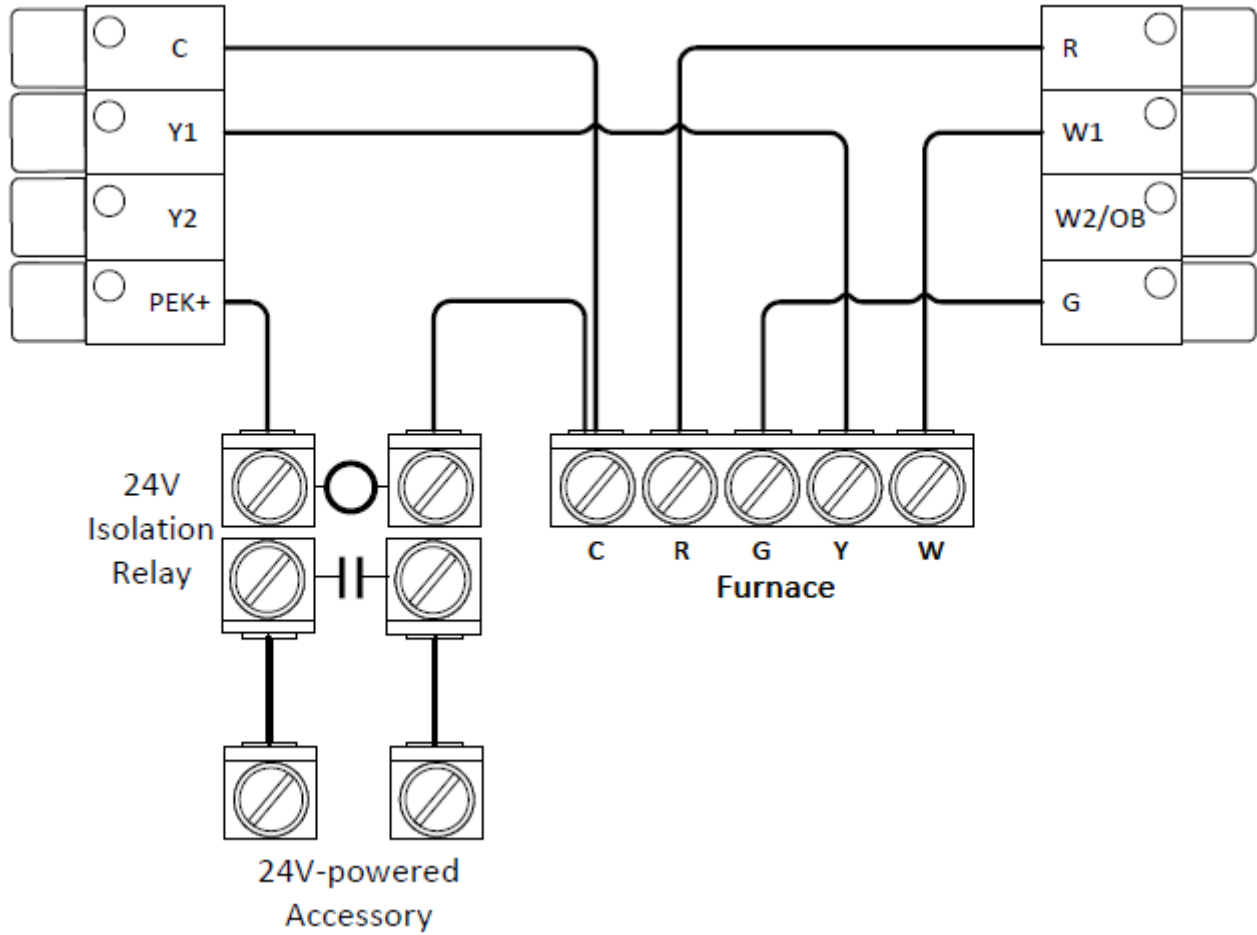 C
R
Y1
W1
Y2
W2/OB
PEK+
G
24V
Isolation
Relay
C R G Y W
Furnace
24V-powered
Accessory